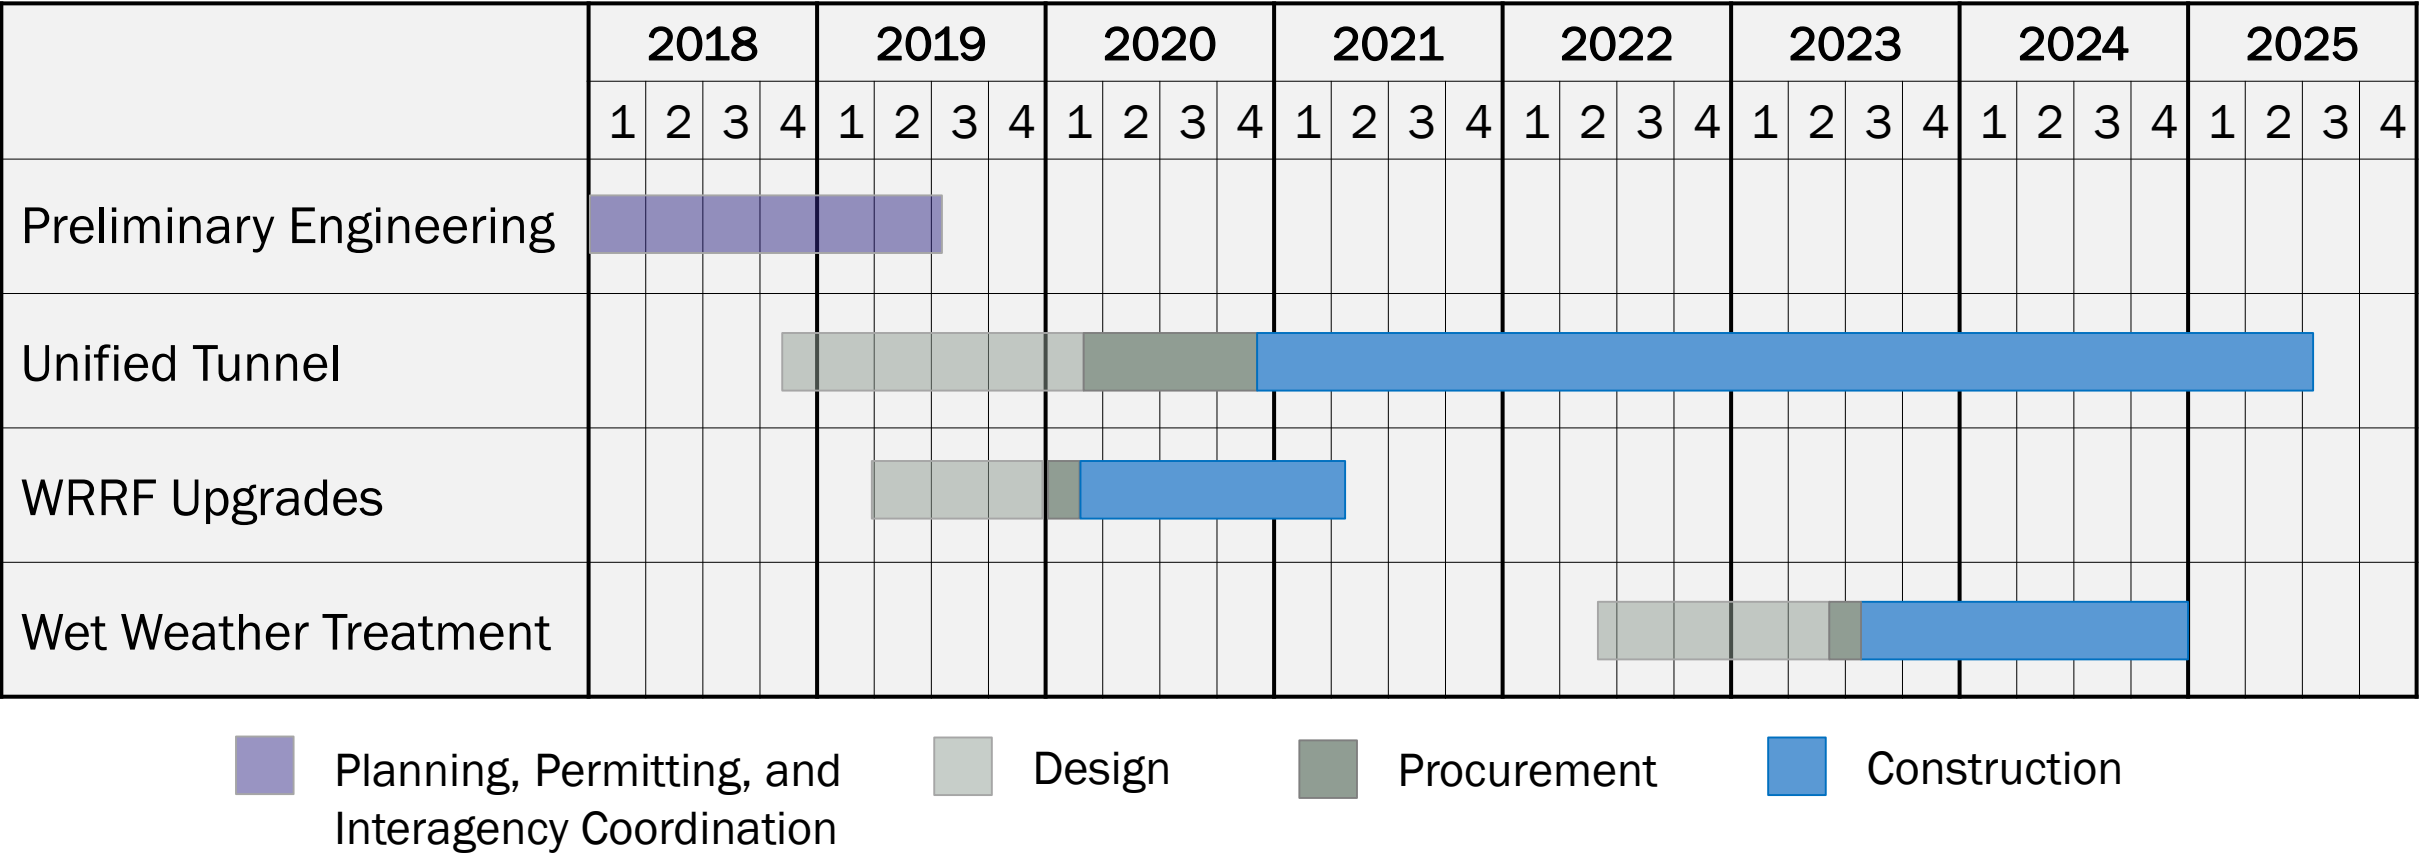 2018 2019 2020 2021 2022 2023 2024 2025
1 2 3 4 1 2 3 4 1 2 3 4 1 2 3 4 1 2 3 4 1 2 3 4 1 2 3 4 1 2 3 4
Preliminary Engineering
Unified Tunnel
WRRF Upgrades
Wet Weather Treatment
Planning, Permitting, and
Interagency Coordination
Design
Procurement
Construction